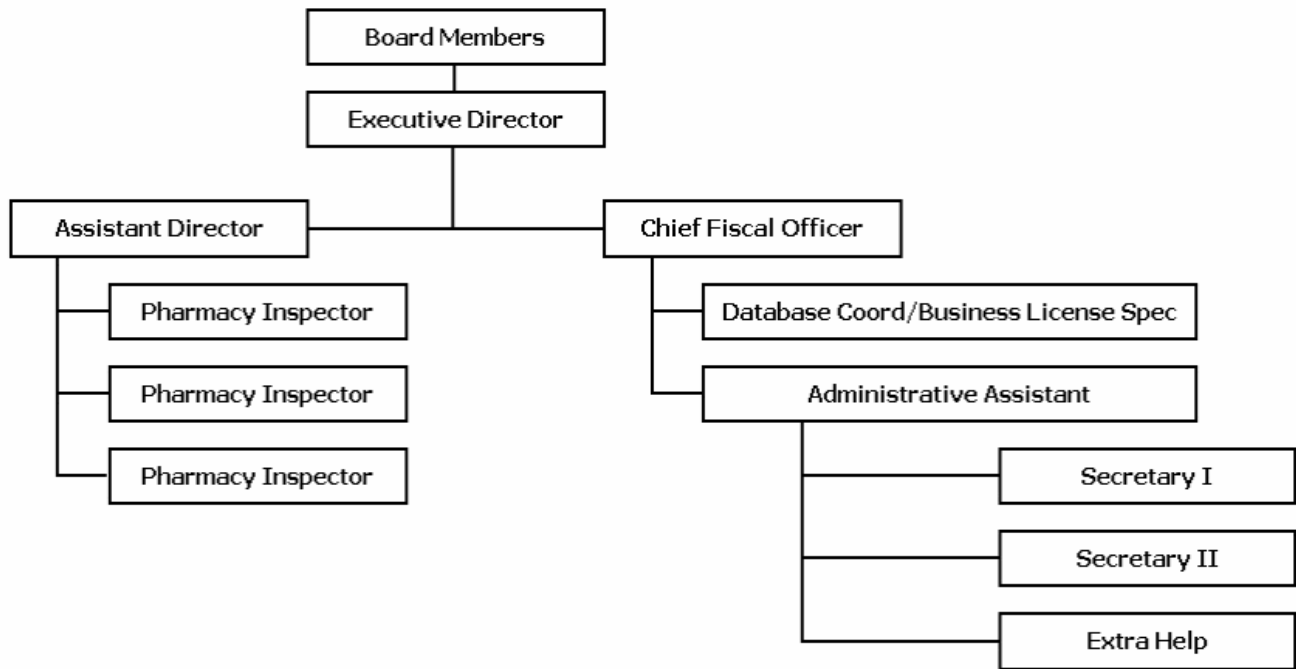 Board Members
Executive Director
Assistant Director
Chief Fiscal Officer
Pharmacy Inspector
Database Coord/Business License Spec
Pharmacy Inspector
Administrative Assistant
Pharmacy Inspector
Secretary I
Secretary II
Extra Help